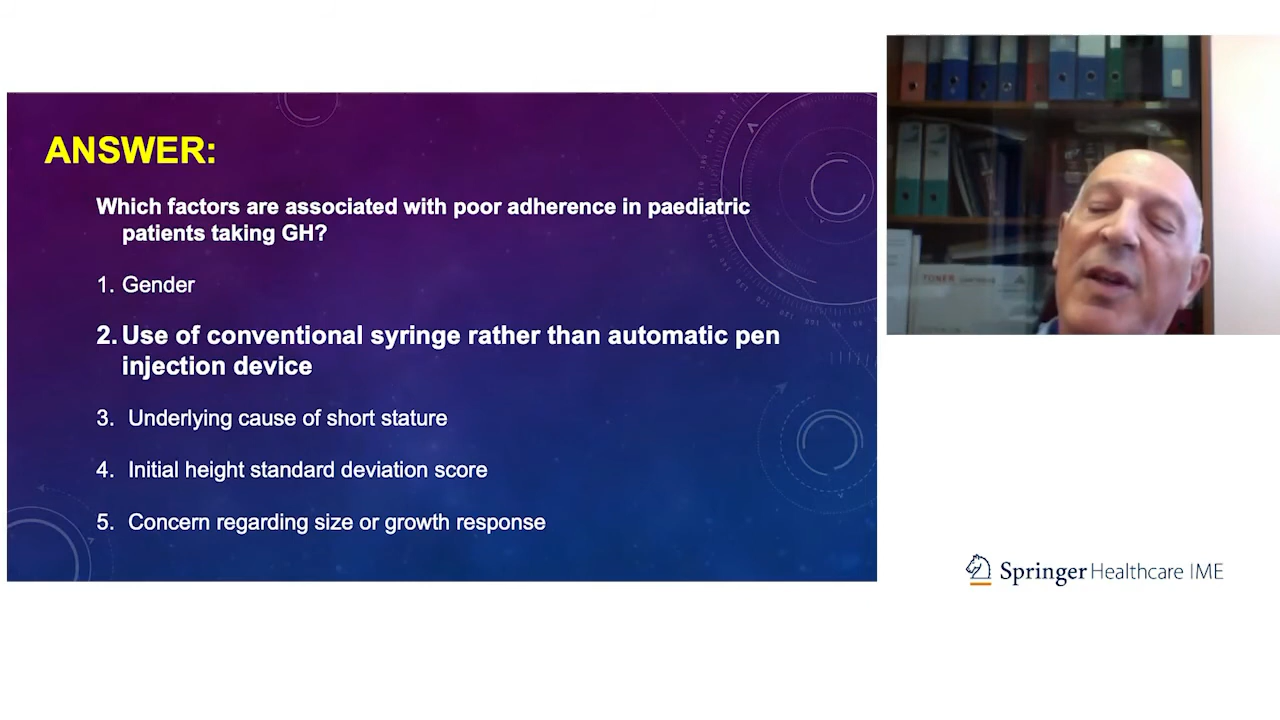 ANSWER:
Which factors are associated with poor adherence in paediatric
patients taking GH?
1. Gender
2. Use of conventional syringe rather than automatic pen
injection device
3. Underlying cause of short stature
4. Initial height standard deviation score
5. Concern regarding size or growth response
TONER
Springer Healthcare IME